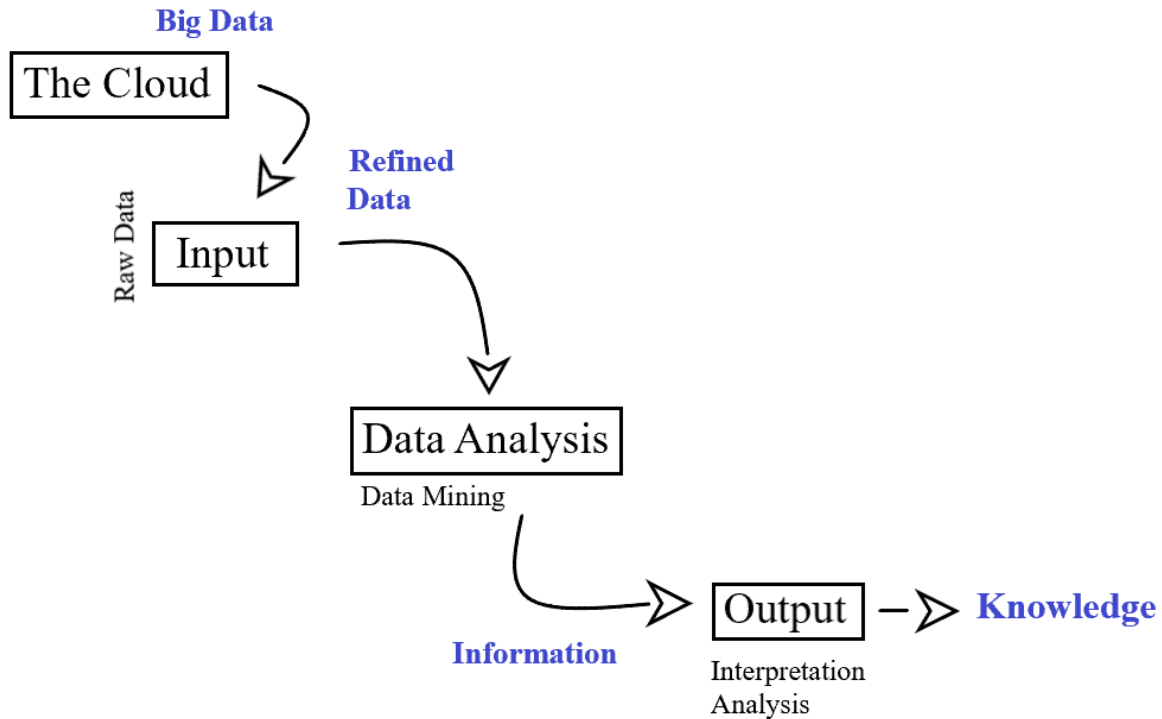 Big Data
The Cloud
Refined
Data
Raw Data
Input
Data Analysis
Data Mining
Output
Knowledge
Information
Interpretation
Analysis